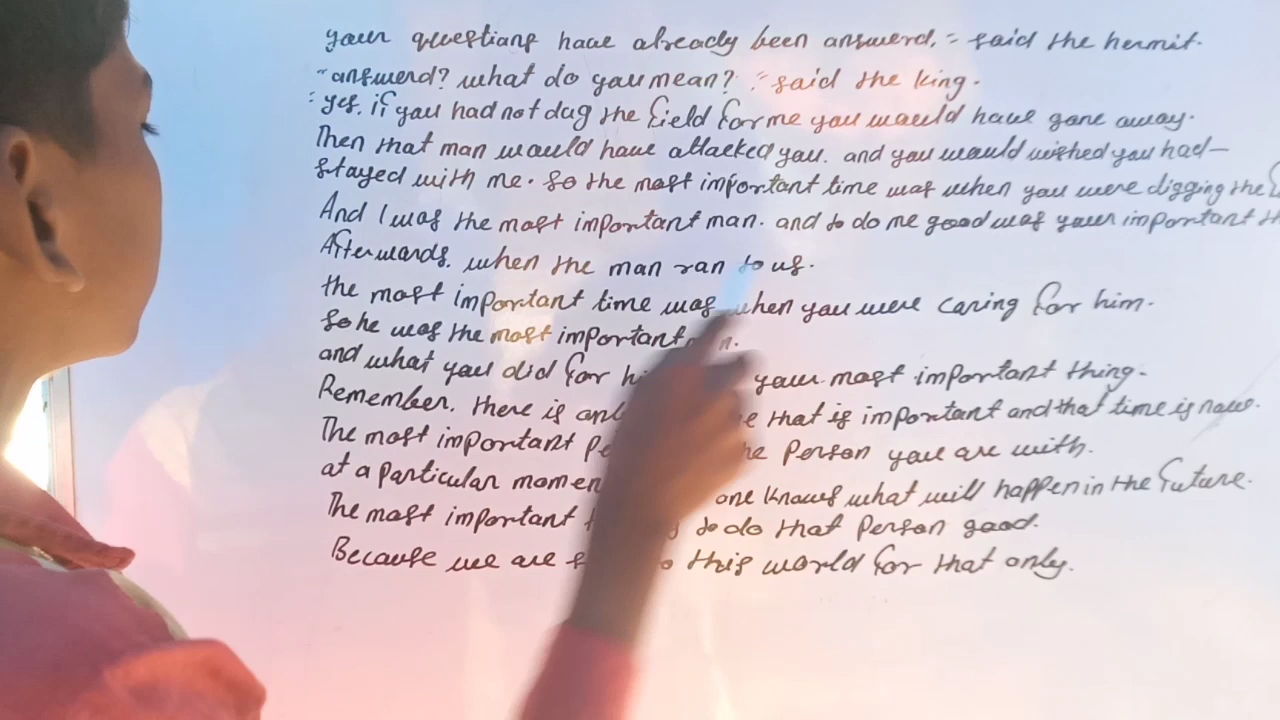 your questions have already been answerd," said the hermit.
"answerd? what do you mean?" said the king.
"yes. if you had not dug the field for me you would have gone away.
Then that man would have attacked you. and you would wished you had-
stayed with me. so the most important time was when you were digging the
And I was the most important man. and to do me good was your important
Afterwards. when the man ran to us.
the most important time was when you were caring for him.
So he was the most important
and what you did for your most important thing.
Remember. there is that is important and that time is now.
The most important person you are with.
at a particular one knows what will happen in the future.
The most important to do that person good.
Because we are this world for that only.